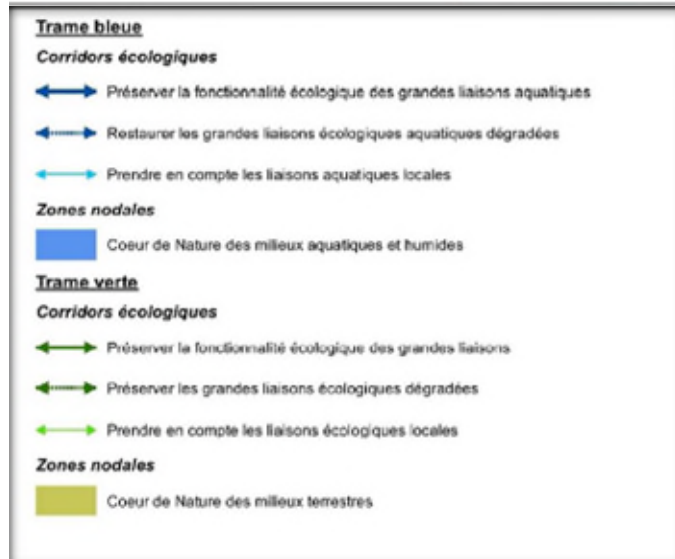 Trame bleue
Corridors écologiques
Préserver la fonctionnalité écologique des grandes liaisons aquatiques
Restaurer les grandes liaisons écologiques aquatiques dégradées
Prendre en compte les liaisons aquatiques locales
Zones nodales
Coeur de Nature des milieux aquatiques et humides
Trame verte
Corridors écologiques
Préserver la fonctionnalité écologique des grandes liaisons
Préserver les grandes liaisons écologiques dégradées
Prendre en compte les liaisons écologiques locales
Zones nodales
Coeur de Nature des milieux terrestres